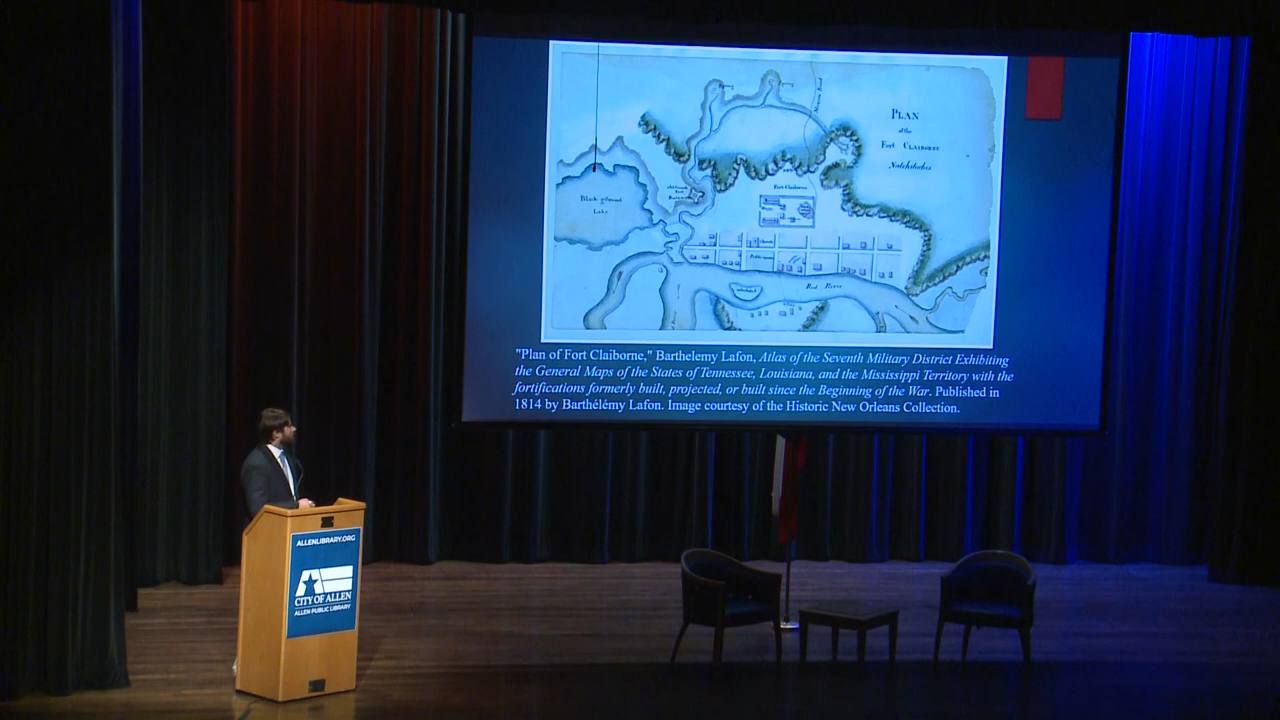 PLAN
of the
Fort CLAIBORNE
Natchitoches
Lake
Fort Claiborne
Red River
"Plan of Fort Claiborne," Barthelemy Lafon, Atlas of the Seventh Military District Exhibiting
the General Maps of the States of Tennessee, Louisiana, and the Mississippi Territory with the
fortifications formerly built, projected, or built since the Beginning of the War. Published in
1814 by Barthélémy Lafon. Image courtesy of the Historic New Orleans Collection.
ALLENLIBRARY.ORG
CITY OF ALLEN
ALLEN PUBLIC LIBRARY